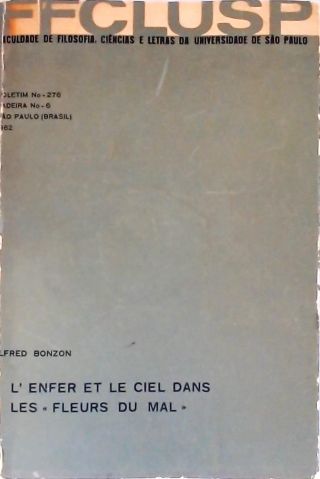 FFCLUSP
ACULDADE DE FILOSOFIA, CIÊNCIAS E LETRAS DA UNIVERSIDADE DE SÃO PAULO
OLETIM No - 276
ADEIRA No - 6
ÃO PAULO (BRASIL)
962
LFRED BONZON
L' ENFER ET LE CIEL DANS
LES « FLEURS DU MAL »